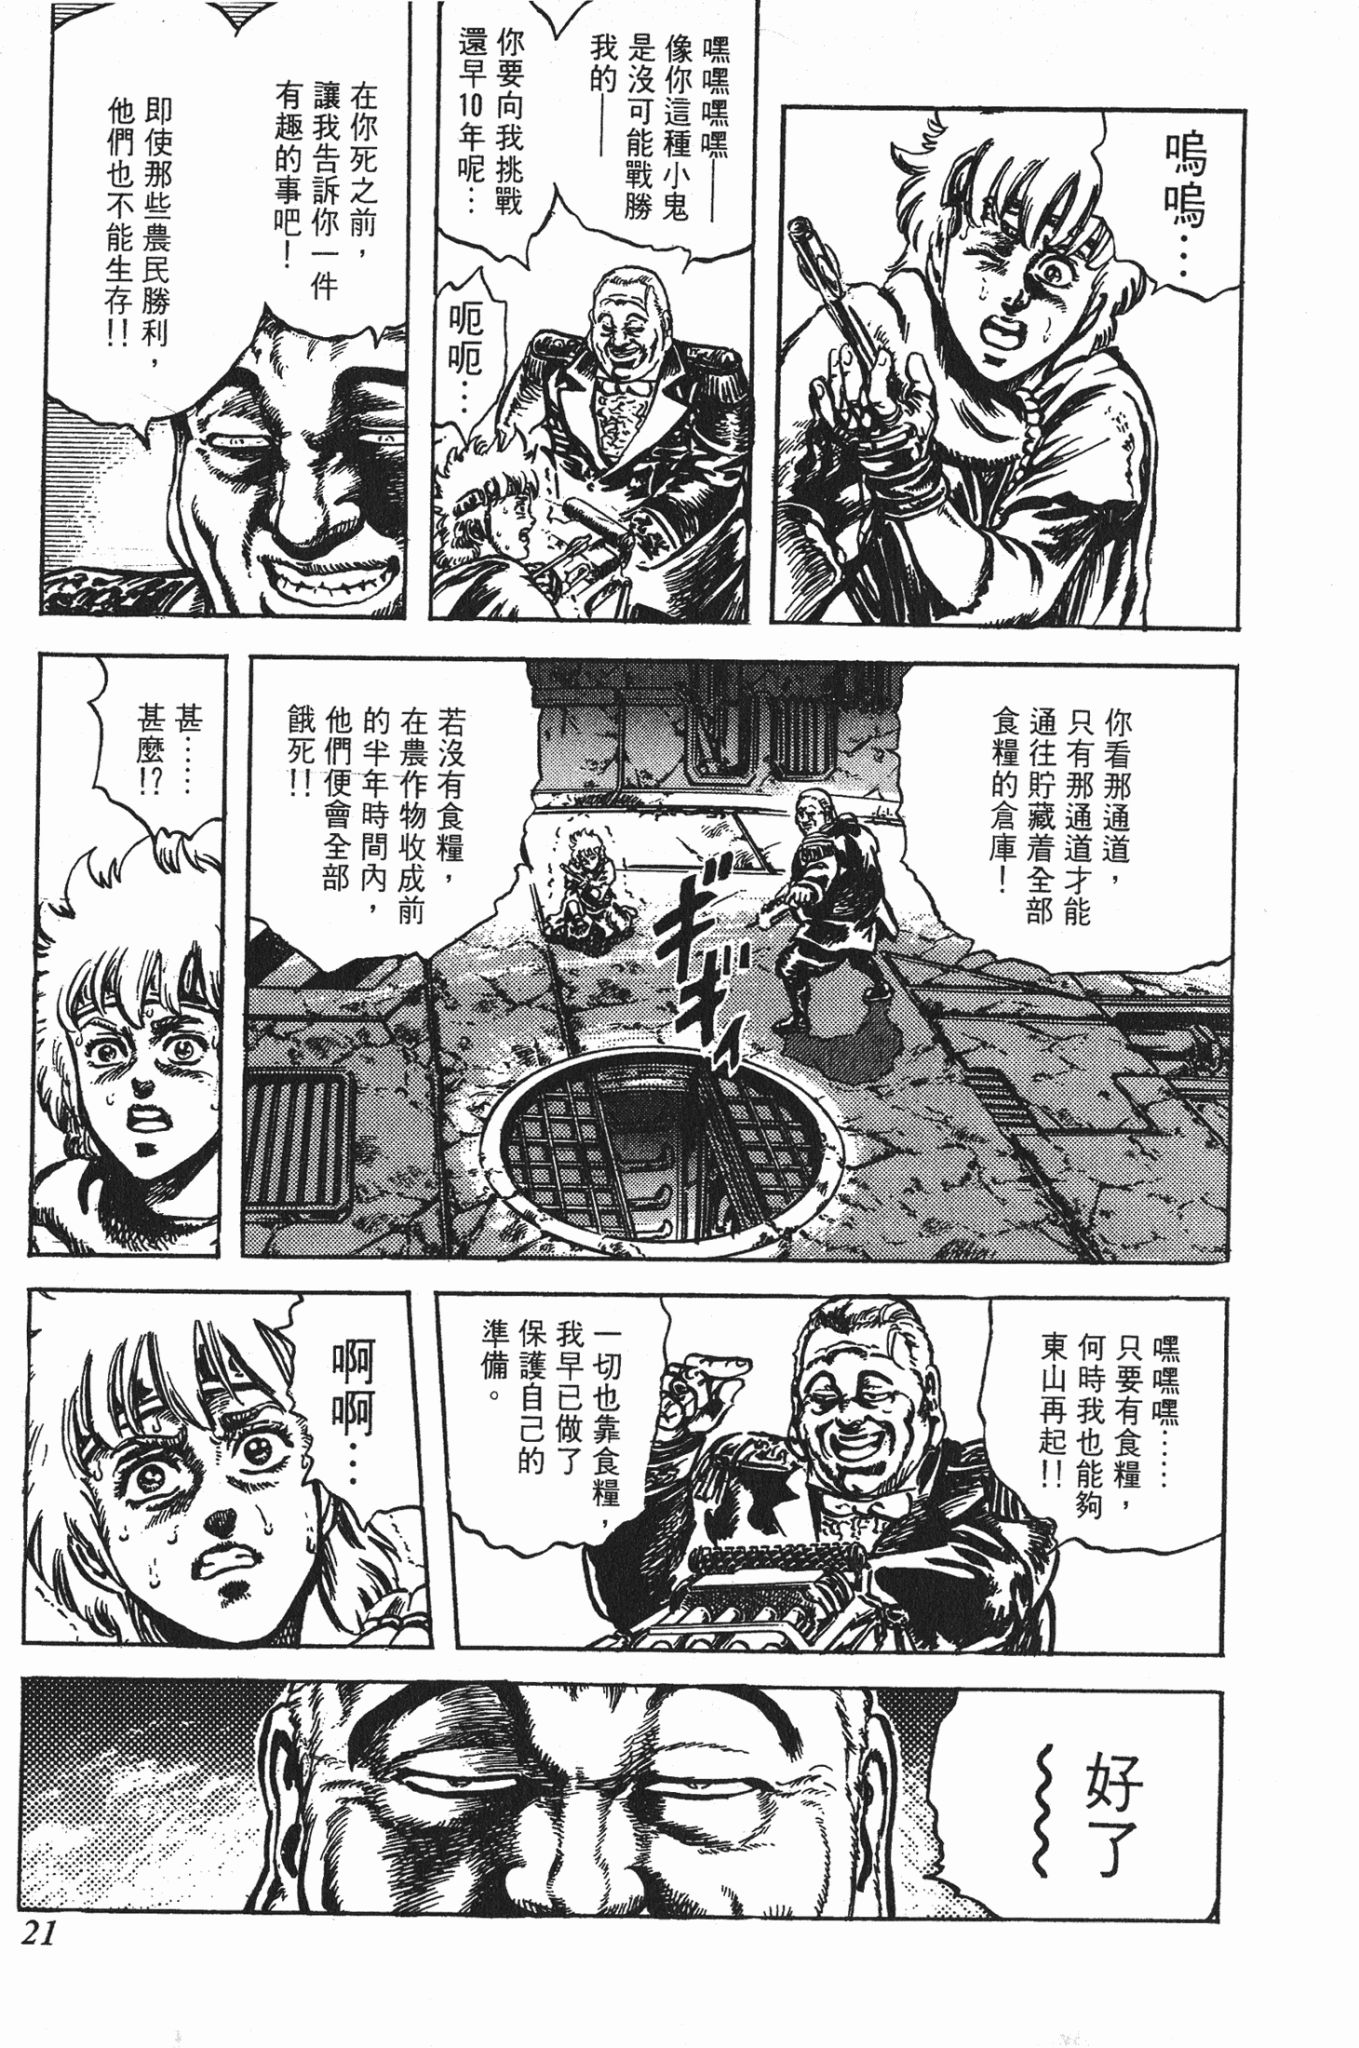 嗚嗚…
嘿嘿嘿嘿——
像你這種小鬼
是沒可能戰勝
我的——
你要向我挑戰
還早10年呢…
呃呃…
在你死之前，
讓我告訴你一件
有趣的事吧！
即使那些農民勝利，
他們也不能生存!!
你看那通道，
只有那通道才能
通往貯藏着全部
食糧的倉庫！
ギギィ
若沒有食糧，
在農作物收成前
的半年時間內，
他們便會全部
餓死!!
甚……
甚麼!?
嘿嘿嘿……
只要有食糧，
何時我也能夠
東山再起!!
一切也靠食糧，
我早已做了
保護自己的
準備。
啊啊…
好了
～～
21